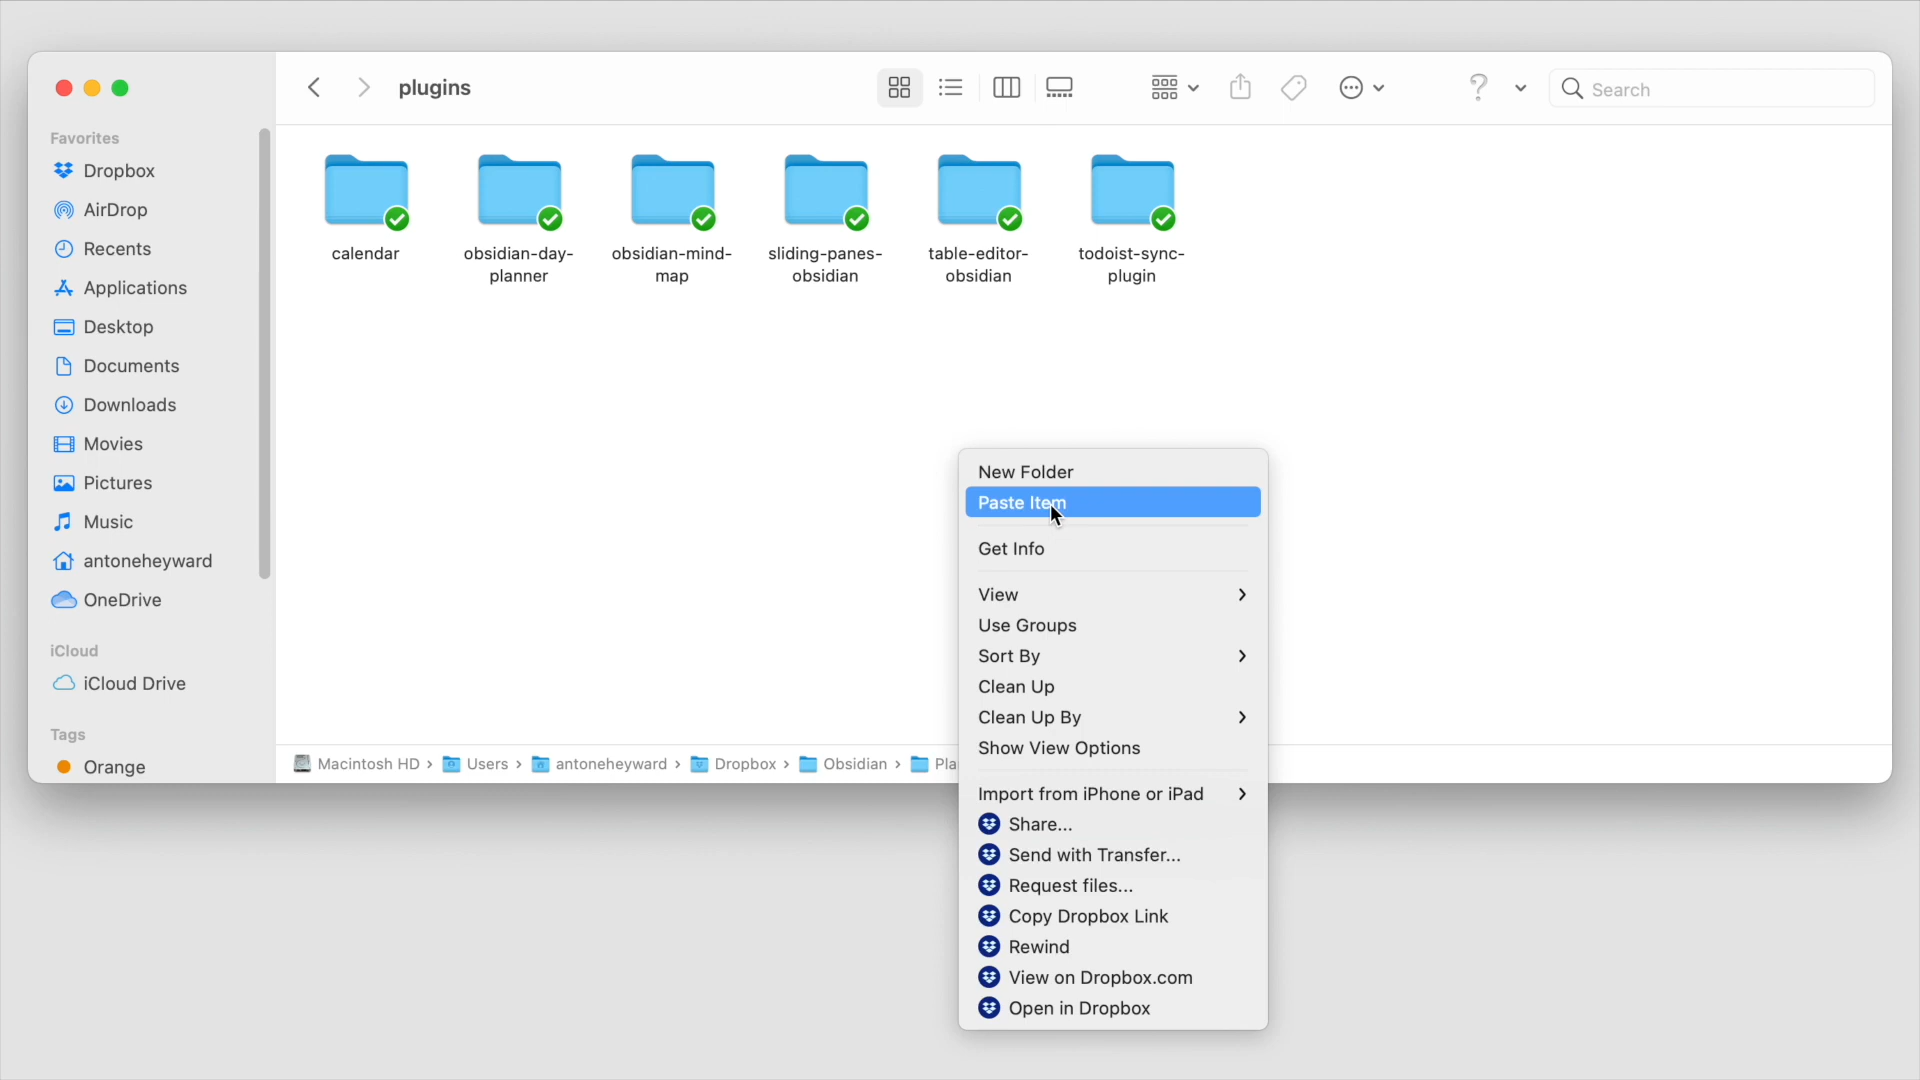 plugins
Search
Favorites
Dropbox
AirDrop
Recents
Applications
Desktop
Documents
Downloads
Movies
Pictures
Music
antoneheyward
OneDrive
iCloud
iCloud Drive
Tags
Orange
calendar
obsidian-day-
planner
obsidian-mind-
map
sliding-panes-
obsidian
table-editor-
obsidian
todoist-sync-
plugin
Macintosh HD › Users › antoneheyward › Dropbox › Obsidian › Pla
New Folder
Paste Item
Get Info
View
Use Groups
Sort By
Clean Up
Clean Up By
Show View Options
Import from iPhone or iPad
Share...
Send with Transfer...
Request files...
Copy Dropbox Link
Rewind
View on Dropbox.com
Open in Dropbox